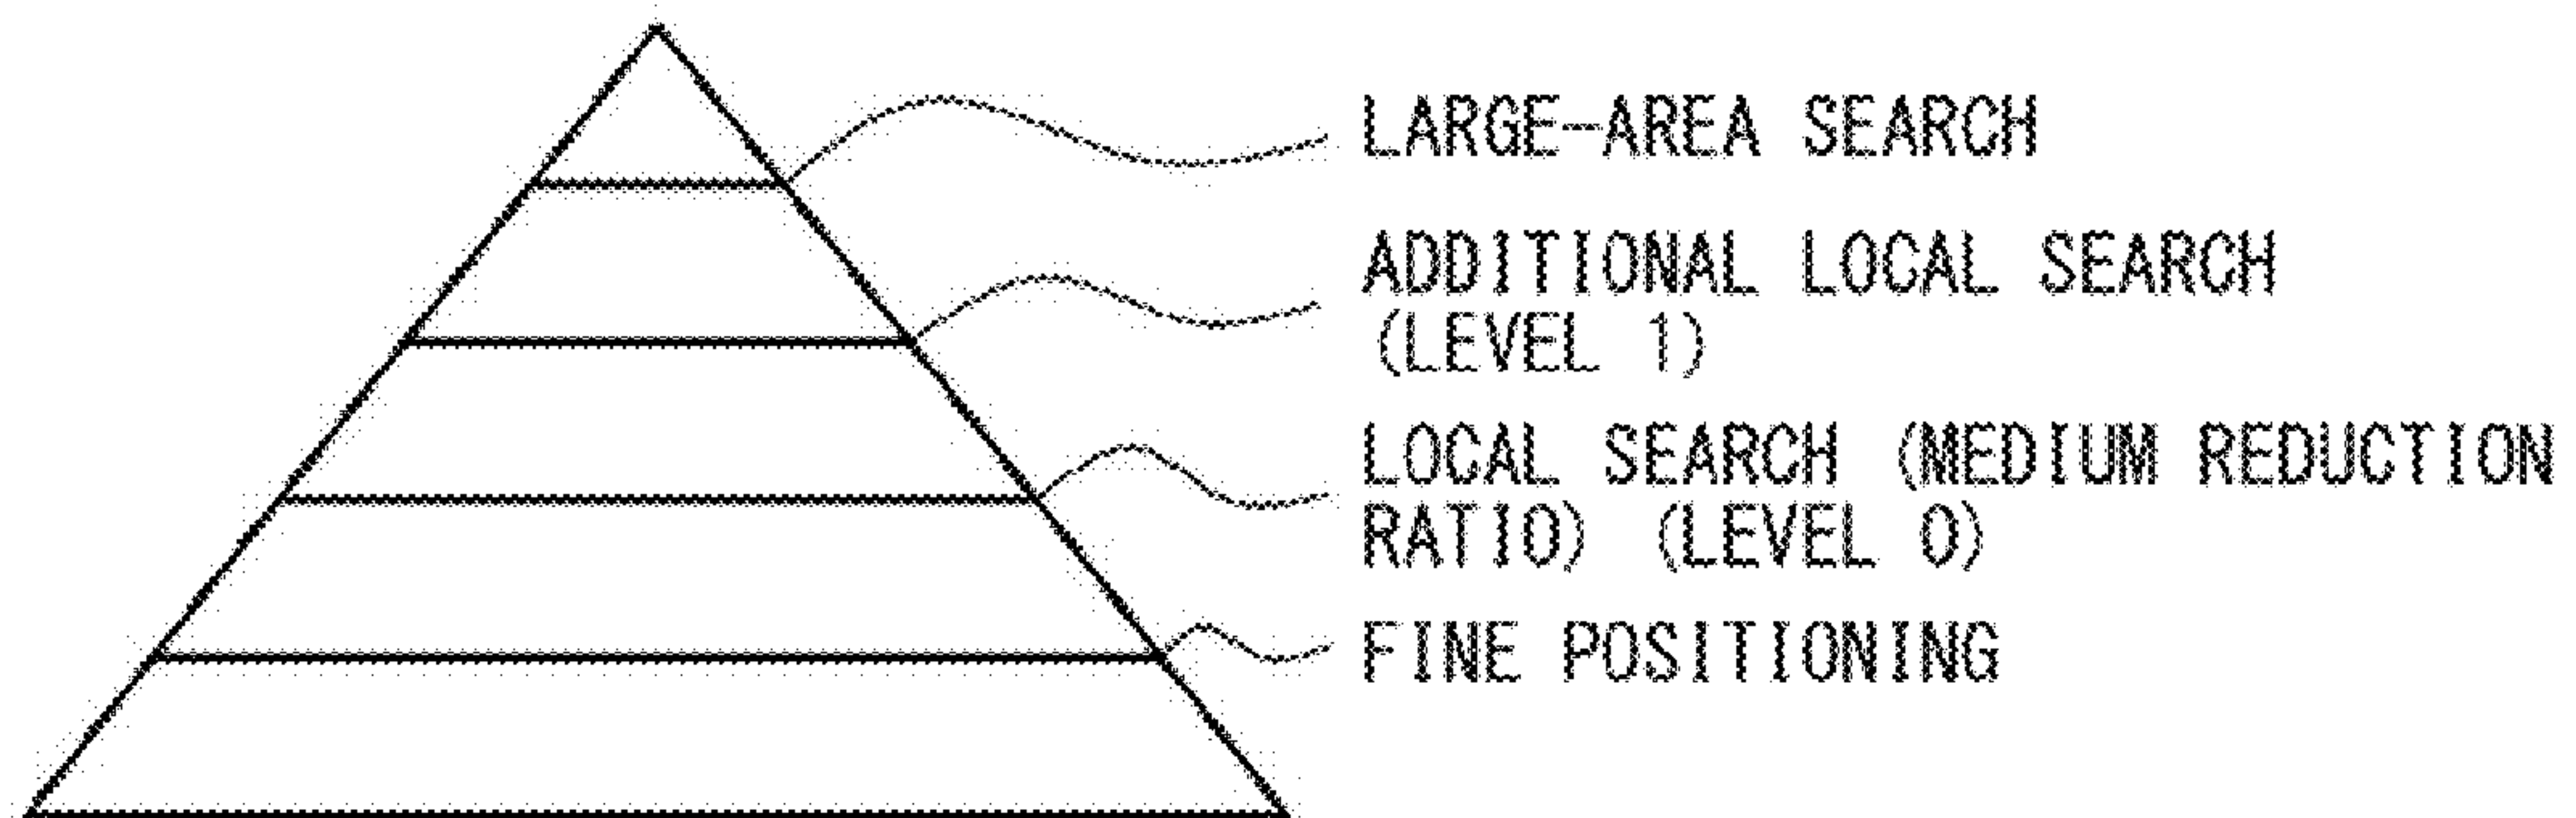 LARGE-AREA SEARCH
ADDITIONAL LOCAL SEARCH
(LEVEL 1)
LOCAL SEARCH (MEDIUM REDUCTION
RATIO) (LEVEL 0)
FINE POSITIONING